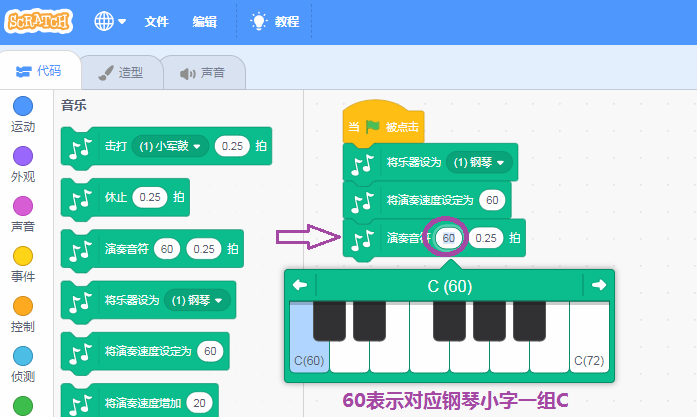 SCRATCH 文件 编辑 教程
代码 造型 声音
运动
外观
声音
事件
控制
侦测
音乐
击打 (1) 小军鼓 0.25 拍
休止 0.25 拍
演奏音符 60 0.25 拍
将乐器设为 (1) 钢琴
将演奏速度设定为 60
将演奏速度增加 20
当 被点击
将乐器设为 (1) 钢琴
将演奏速度设定为 60
演奏音符 60 0.25 拍
C (60)
C(60) C(72)
60表示对应钢琴小字一组C